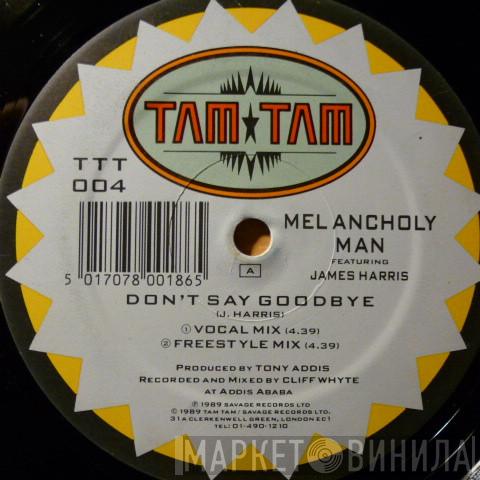 TAM★TAM
TTT
004
5 017078 001865
MEL ANCHOLY
MAN
FEATURING
JAMES HARRIS
A
DON'T SAY GOODBYE
(J. HARRIS)
① VOCAL MIX (4.39)
② FREESTYLE MIX (4.39)
PRODUCED BY TONY ADDIS
RECORDED AND MIXED BY CLIFF WHYTE
AT ADDIS ABABA
℗ 1989 SAVAGE RECORDS LTD
© 1989 TAM TAM / SAVAGE RECORDS LTD
31A CLERKENWELL GREEN, LONDON EC1
TEL: 01-490-1210
МАРКЕТ ВИНИЛА